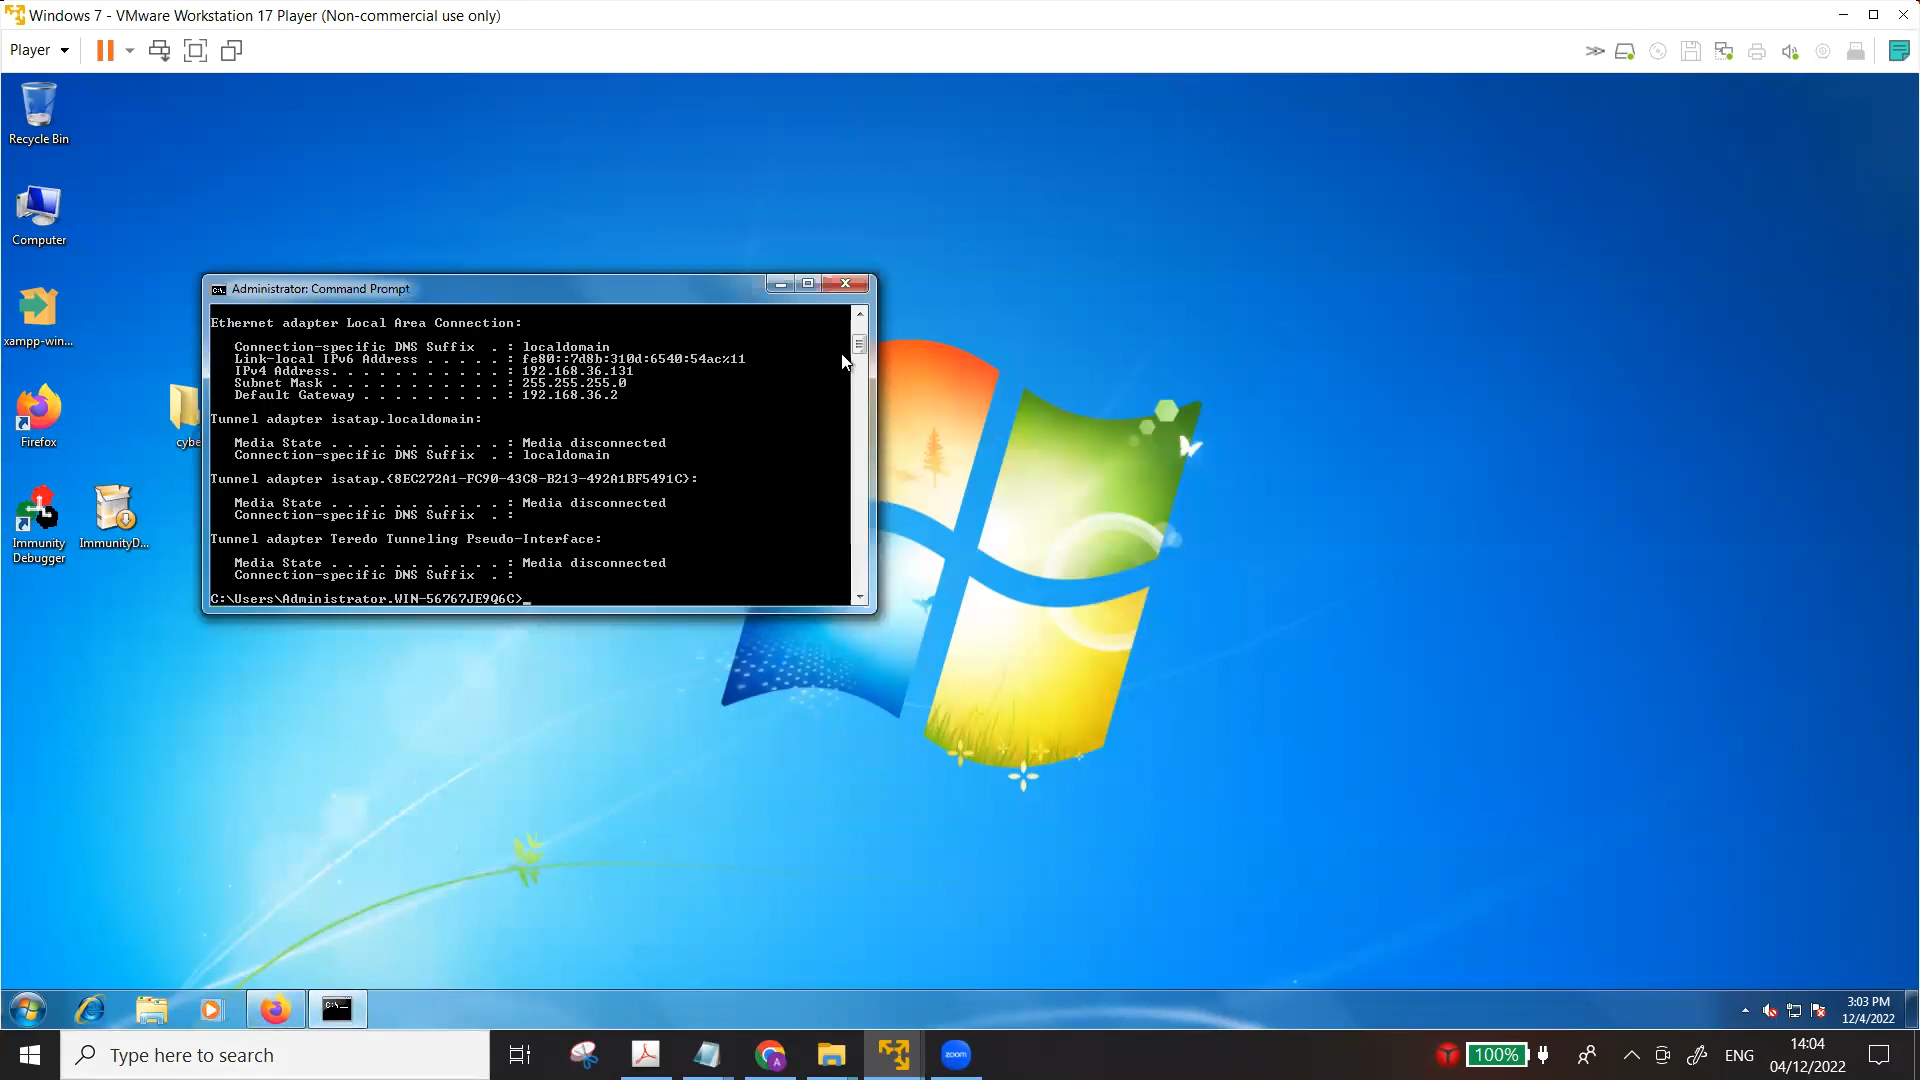 Windows 7 - VMware Workstation 17 Player (Non-commercial use only)
Player
Recycle Bin
Computer
xampp-win...
Firefox
cybe
Immunity
Debugger
ImmunityD...
Administrator: Command Prompt
Ethernet adapter Local Area Connection:
Connection-specific DNS Suffix . : localdomain
Link-local IPv6 Address . . . . . : fe80::7d8b:310d:6540:54ac%11
IPv4 Address. . . . . . . . . . . : 192.168.36.131
Subnet Mask . . . . . . . . . . . : 255.255.255.0
Default Gateway . . . . . . . . . : 192.168.36.2
Tunnel adapter isatap.localdomain:
Media State . . . . . . . . . . . : Media disconnected
Connection-specific DNS Suffix . : localdomain
Tunnel adapter isatap.{8EC272A1-FC90-43C8-B213-492A1BF5491C}:
Media State . . . . . . . . . . . : Media disconnected
Connection-specific DNS Suffix . :
Tunnel adapter Teredo Tunneling Pseudo-Interface:
Media State . . . . . . . . . . . : Media disconnected
Connection-specific DNS Suffix . :
C:\Users\Administrator.WIN-56767JE9Q6C>_
3:03 PM
12/4/2022
Type here to search
zoom
100%
ENG
14:04
04/12/2022